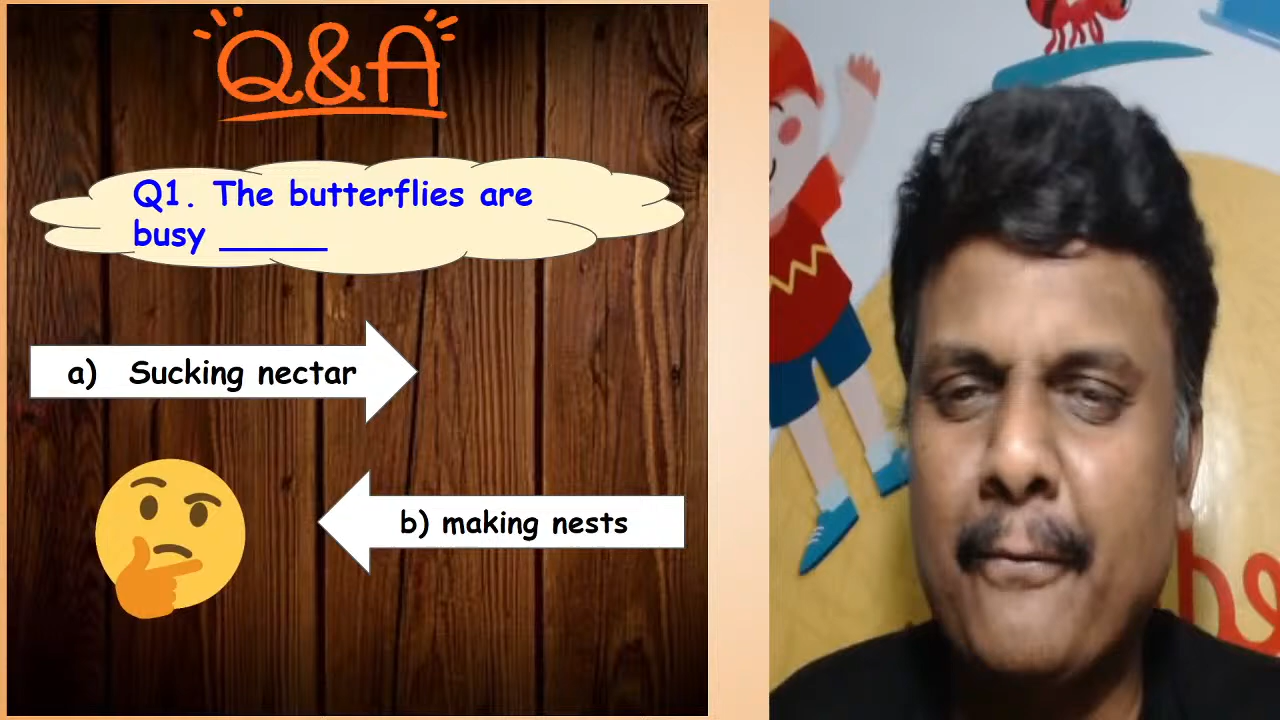 Q&A
Q1. The butterflies are
busy ______
a) Sucking nectar
b) making nests